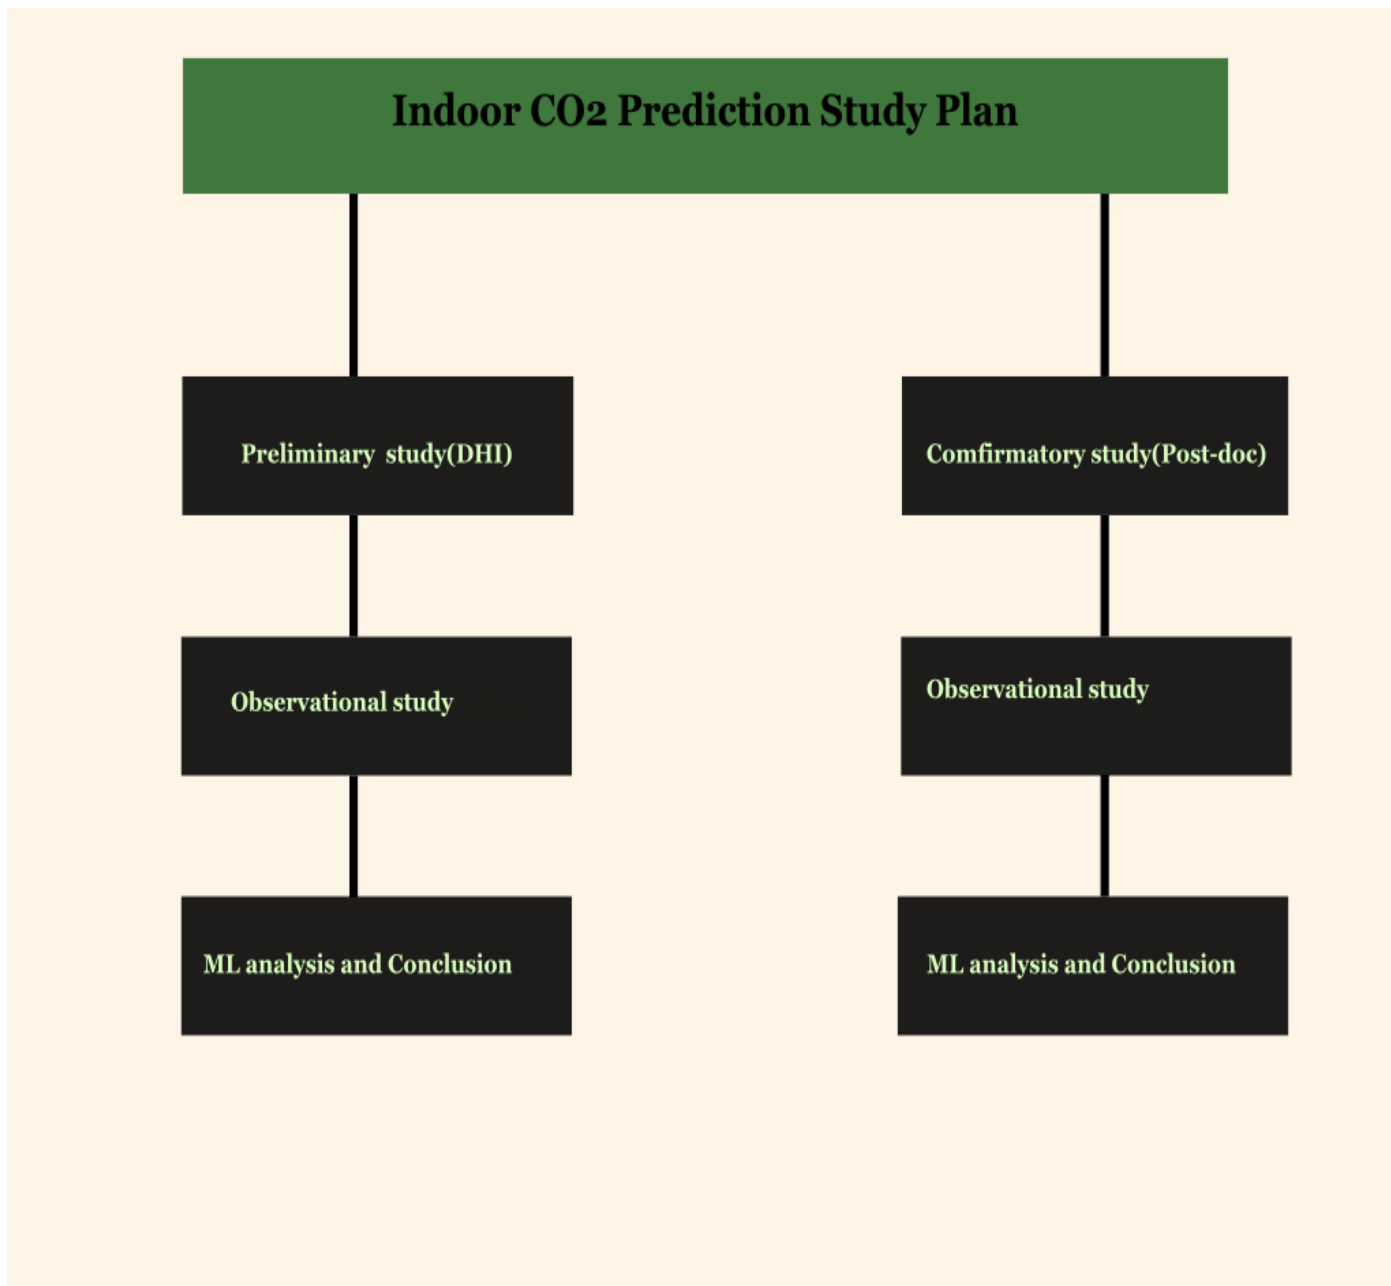 Indoor CO2 Prediction Study Plan
Preliminary study(DHI)
Comfirmatory study(Post-doc)
Observational study
Observational study
ML analysis and Conclusion
ML analysis and Conclusion